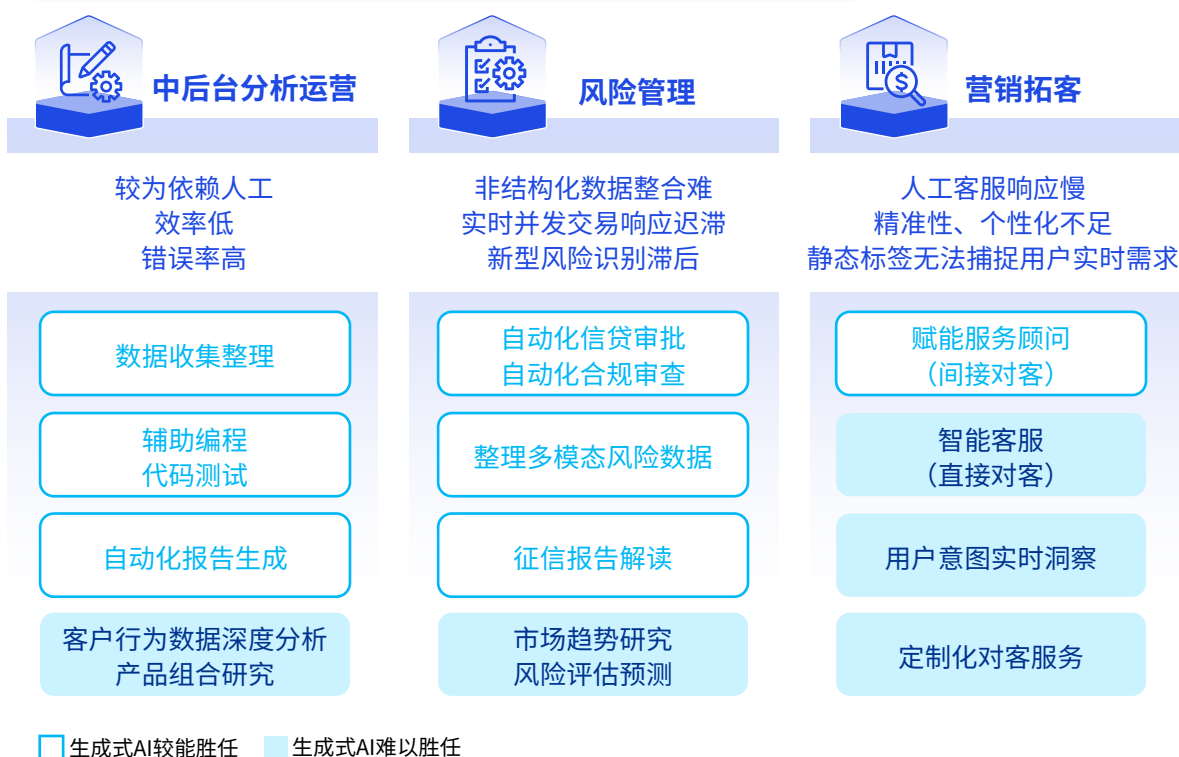 中后台分析运营
较为依赖人工
效率低
错误率高
数据收集整理
辅助编程
代码测试
自动化报告生成
客户行为数据深度分析
产品组合研究
风险管理
非结构化数据整合难
实时并发交易响应迟滞
新型风险识别滞后
自动化信贷审批
自动化合规审查
整理多模态风险数据
征信报告解读
市场趋势研究
风险评估预测
营销拓客
人工客服响应慢
精准性、个性化不足
静态标签无法捕捉用户实时需求
赋能服务顾问
（间接对客）
智能客服
（直接对客）
用户意图实时洞察
定制化对客服务
生成式AI较能胜任
生成式AI难以胜任